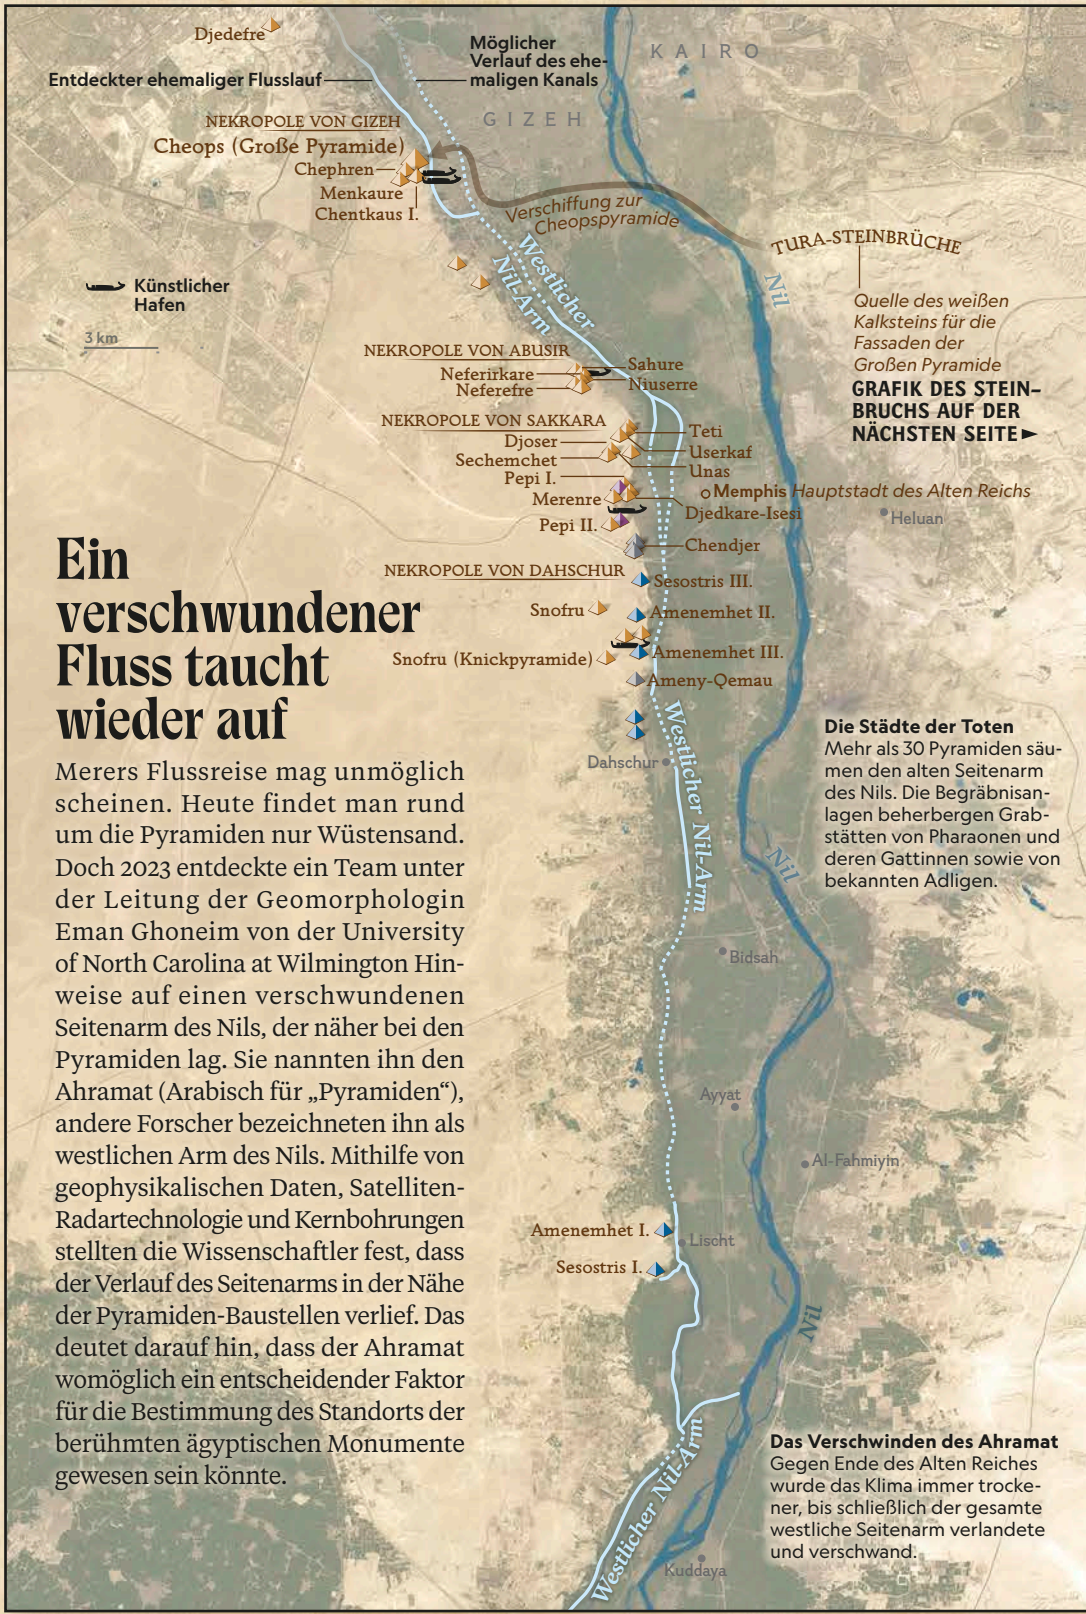 Djedefre
Entdeckter ehemaliger Flusslauf
Möglicher
Verlauf des ehe-
maligen Kanals
KAIRO
GIZEH
NEKROPOLE VON GIZEH
Cheops (Große Pyramide)
Chephren
Menkaure
Chentkaus I.
Verschiffung zur
Cheopspyramide
TURA-STEINBRÜCHE
Nil
Quelle des weißen
Kalksteins für die
Fassaden der
Großen Pyramide
GRAFIK DES STEIN-
BRUCHS AUF DER
NÄCHSTEN SEITE►
Westlicher
Nil-Arm
Künstlicher
Hafen
3 km
NEKROPOLE VON ABUSIR
Neferirkare
Neferefre
Sahure
Niuserre
NEKROPOLE VON SAKKARA
Djoser
Sechemchet
Pepi I.
Merenre
Pepi II.
Teti
Userkaf
Unas
Memphis Hauptstadt des Alten Reichs
Djedkare-Isesi
Heluan
Chendjer
NEKROPOLE VON DAHSCHUR
Sesostris III.
Snofru
Amenemhet II.
Snofru (Knickpyramide)
Amenemhet III.
Ameny-Qemau
Ein
verschwundener
Fluss taucht
wieder auf
Merers Flussreise mag unmöglich
scheinen. Heute findet man rund
um die Pyramiden nur Wüstensand.
Doch 2023 entdeckte ein Team unter
der Leitung der Geomorphologin
Eman Ghoneim von der University
of North Carolina at Wilmington Hin-
weise auf einen verschwundenen
Seitenarm des Nils, der näher bei den
Pyramiden lag. Sie nannten ihn den
Ahramat (Arabisch für „Pyramiden“),
andere Forscher bezeichneten ihn als
westlichen Arm des Nils. Mithilfe von
geophysikalischen Daten, Satelliten-
Radartechnologie und Kernbohrungen
stellten die Wissenschaftler fest, dass
der Verlauf des Seitenarms in der Nähe
der Pyramiden-Baustellen verlief. Das
deutet darauf hin, dass der Ahramat
womöglich ein entscheidender Faktor
für die Bestimmung des Standorts der
berühmten ägyptischen Monumente
gewesen sein könnte.
Dahschur
Westlicher Nil-Arm
Die Städte der Toten
Mehr als 30 Pyramiden säu-
men den alten Seitenarm
des Nils. Die Begräbnisan-
lagen beherbergen Grab-
stätten von Pharaonen und
deren Gattinnen sowie von
bekannten Adligen.
Nil
Bidsah
Ayyat
Al-Fahmiyin
Amenemhet I.
Lischt
Sesostris I.
Nil
Westlicher Nil-Arm
Das Verschwinden des Ahramat
Gegen Ende des Alten Reiches
wurde das Klima immer trocke-
ner, bis schließlich der gesamte
westliche Seitenarm verlandete
und verschwand.
Kuddaya